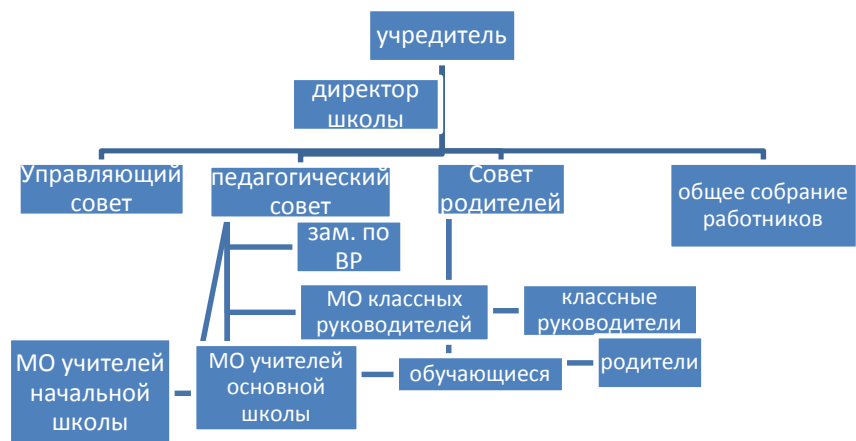 учредитель
директор
школы
Управляющий
совет
педагогический
совет
Совет
родителей
общее собрание
работников
зам. по
ВР
МО классных
руководителей
классные
руководители
МО учителей
начальной
школы
МО учителей
основной
школы
обучающиеся
родители